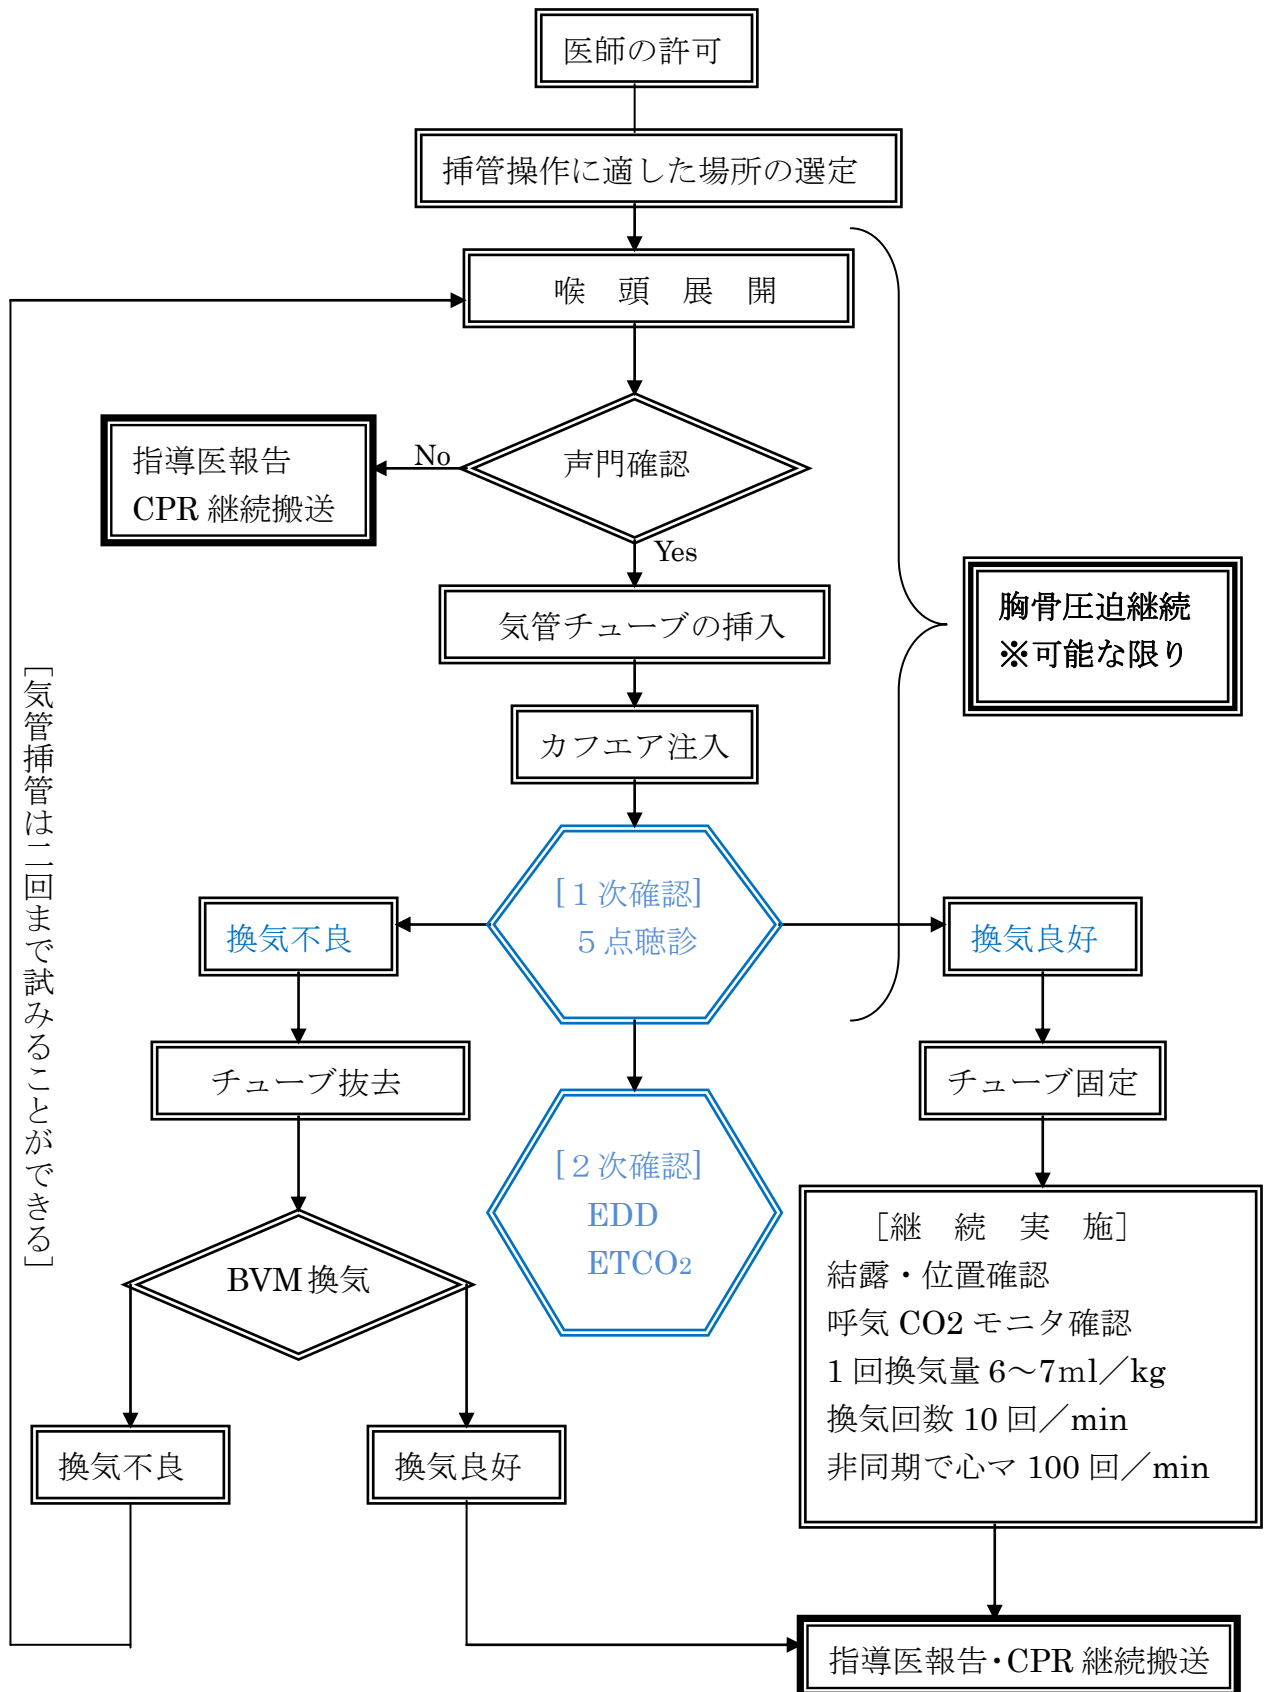 医師の許可
挿管操作に適した場所の選定
喉　頭　展　開
声門確認
No
指導医報告
CPR 継続搬送
Yes
気管チューブの挿入
胸骨圧迫継続
※可能な限り
カフエア注入
[１次確認]
５点聴診
換気不良
換気良好
チューブ抜去
チューブ固定
[２次確認]
EDD
ETCO2
BVM 換気
［継　続　実　施］
結露・位置確認
呼気 CO2 モニタ確認
1 回換気量 6～7ml／kg
換気回数 10 回／min
非同期で心マ 100 回／min
換気不良
換気良好
［気管挿管は二回まで試みることができる］
指導医報告・CPR 継続搬送